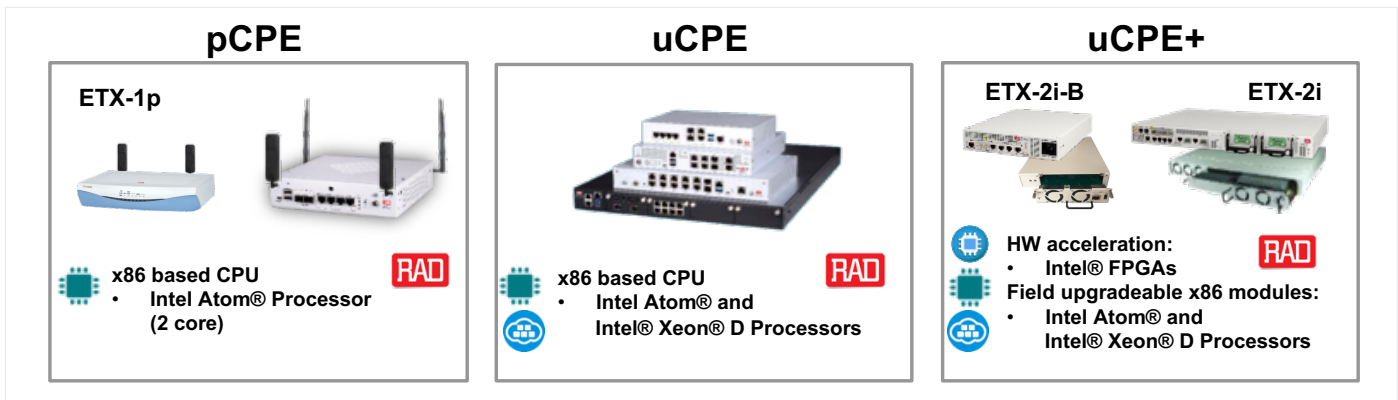 pCPE
ETX-1p
x86 based CPU
• Intel Atom® Processor
(2 core)
RAD
uCPE
x86 based CPU
• Intel Atom® and
Intel® Xeon® D Processors
RAD
uCPE+
ETX-2i-B
ETX-2i
HW acceleration:
• Intel® FPGAs
RAD
Field upgradeable x86 modules:
• Intel Atom® and
Intel® Xeon® D Processors